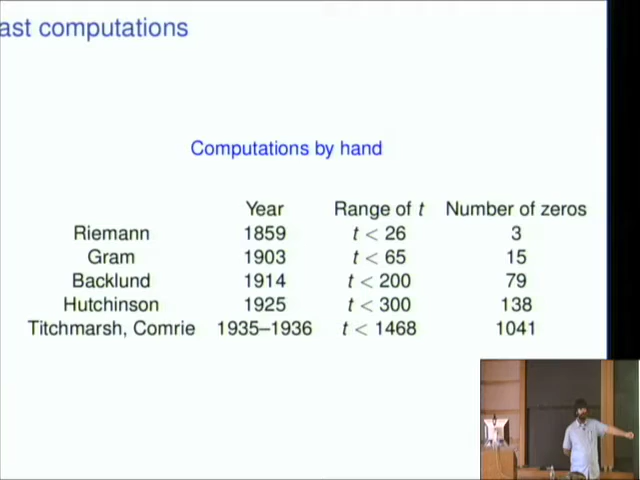 ast computations
Computations by hand
Year Range of t Number of zeros
Riemann 1859 t < 26 3
Gram 1903 t < 65 15
Backlund 1914 t < 200 79
Hutchinson 1925 t < 300 138
Titchmarsh, Comrie 1935–1936 t < 1468 1041